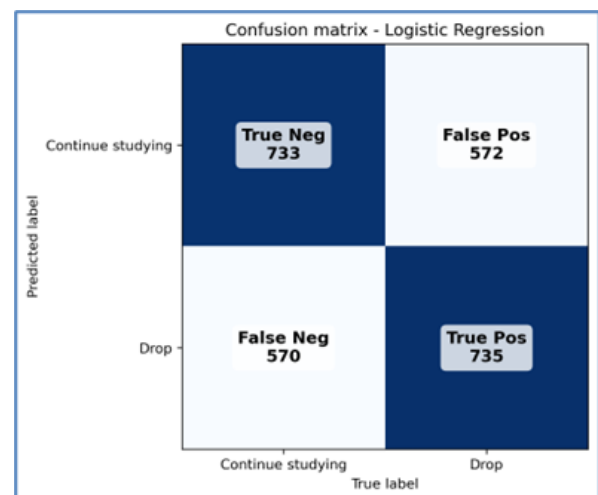 Confusion matrix - Logistic Regression
Continue studying
True Neg
733
False Pos
572
Predicted label
Drop
False Neg
570
True Pos
735
Continue studying
Drop
True label